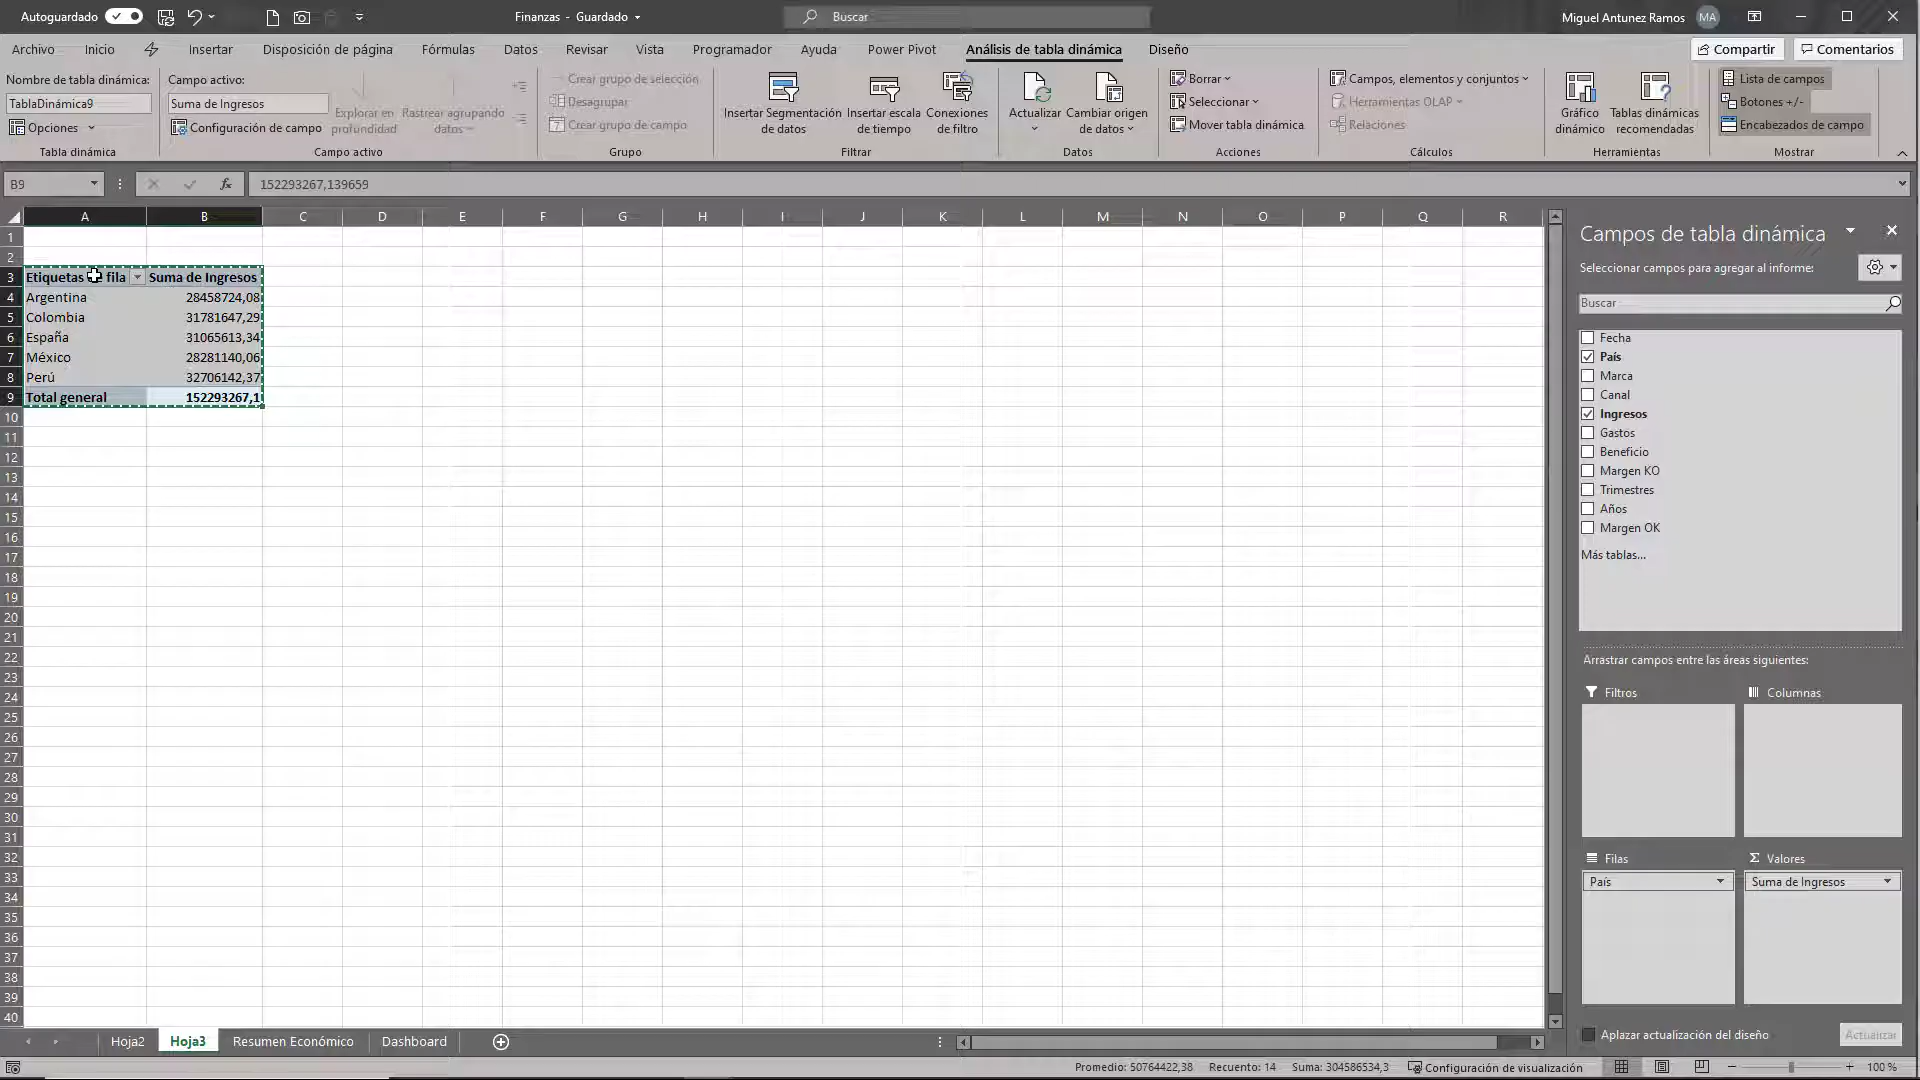 Autoguardado
Finanzas - Guardado
Buscar
Miguel Antunez Ramos
MA
Archivo Inicio Insertar Disposición de página Fórmulas Datos Revisar Vista Programador Ayuda Power Pivot Análisis de tabla dinámica Diseño
Compartir
Comentarios
Nombre de tabla dinámica:
TablaDinámica9
Opciones
Tabla dinámica
Campo activo:
Suma de Ingresos
Configuración de campo
Explorar en profundidad
Rastrear agrupando datos
Campo activo
Crear grupo de selección
Desagrupar
Crear grupo de campo
Grupo
Insertar Segmentación de datos
Insertar escala de tiempo
Conexiones de filtro
Filtrar
Actualizar
Cambiar origen de datos
Datos
Borrar
Seleccionar
Mover tabla dinámica
Acciones
Campos, elementos y conjuntos
Herramientas OLAP
Relaciones
Cálculos
Gráfico dinámico
Tablas dinámicas recomendadas
Herramientas
Lista de campos
Botones +/-
Encabezados de campo
Mostrar
B9
fx
152293267,139659
A B C D E F G H I J K L M N O P Q R
1
2
3 Etiquetas fila Suma de Ingresos
4 Argentina 28458724,08
5 Colombia 31781647,29
6 España 31065613,34
7 México 28281140,06
8 Perú 32706142,37
9 Total general 152293267,1
10
11
12
13
14
15
16
17
18
19
20
21
22
23
24
25
26
27
28
29
30
31
32
33
34
35
36
37
38
39
40
Campos de tabla dinámica
Seleccionar campos para agregar al informe:
Buscar
Fecha
País
Marca
Canal
Ingresos
Gastos
Beneficio
Margen KO
Trimestres
Años
Margen OK
Más tablas...
Arrastrar campos entre las áreas siguientes:
Filtros
Columnas
Filas
País
Σ Valores
Suma de Ingresos
Aplazar actualización del diseño
Actualizar
Hoja2 Hoja3 Resumen Económico Dashboard
Promedio: 50764422,38 Recuento: 14 Suma: 304586534,3 Configuración de visualización
100 %